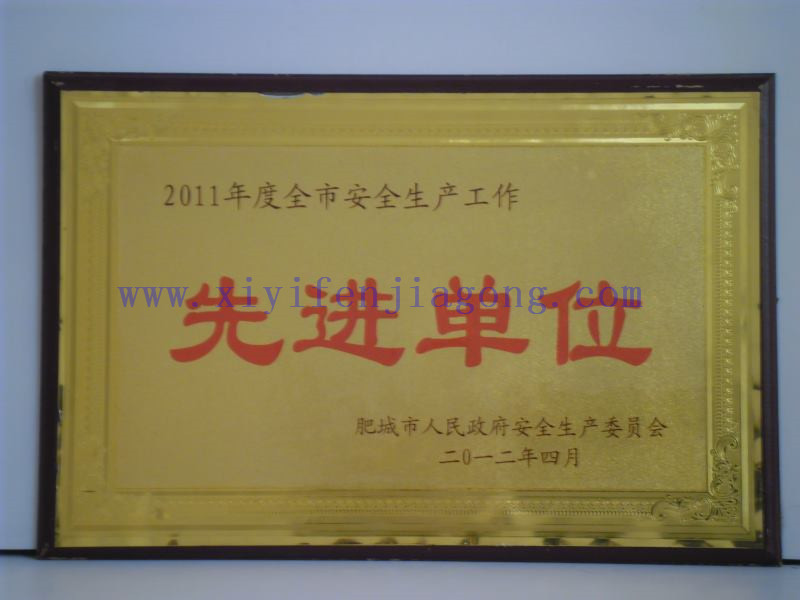 2011年度全市安全生产工作
www.xiyifenjiagong.com
先进单位
肥城市人民政府安全生产委员会
二0一二年四月